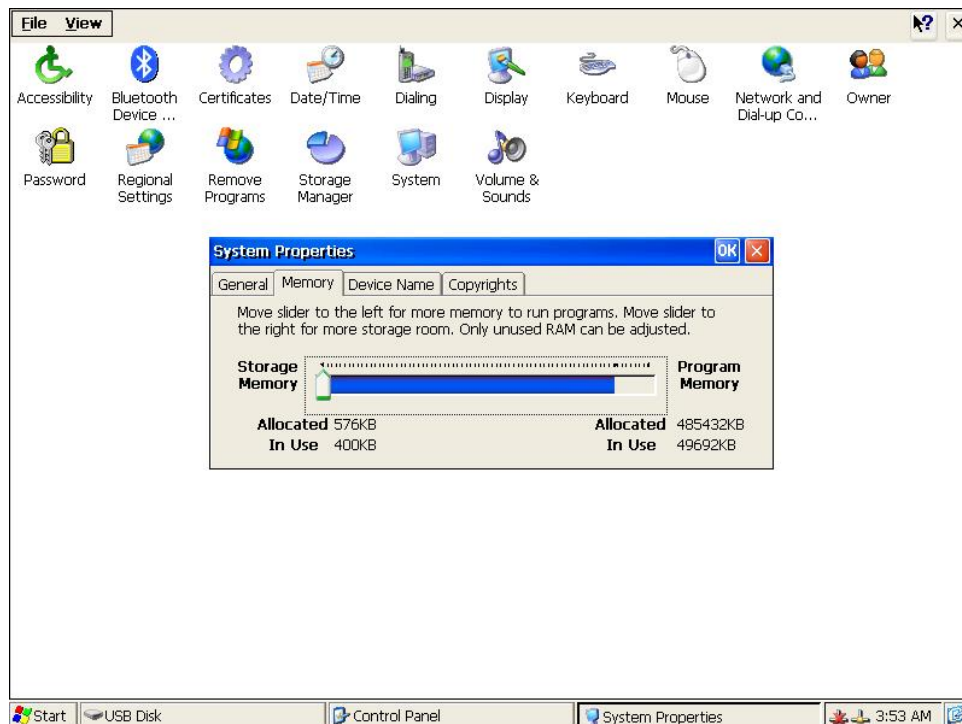 File View
Accessibility Bluetooth Device ... Certificates Date/Time Dialing Display Keyboard Mouse Network and Dial-up Co... Owner
Password Regional Settings Remove Programs Storage Manager System Volume & Sounds
System Properties OK
General Memory Device Name Copyrights
Move slider to the left for more memory to run programs. Move slider to
the right for more storage room. Only unused RAM can be adjusted.
Storage Memory Program Memory
Allocated 576KB Allocated 485432KB
In Use 400KB In Use 49692KB
Start USB Disk Control Panel System Properties 3:53 AM